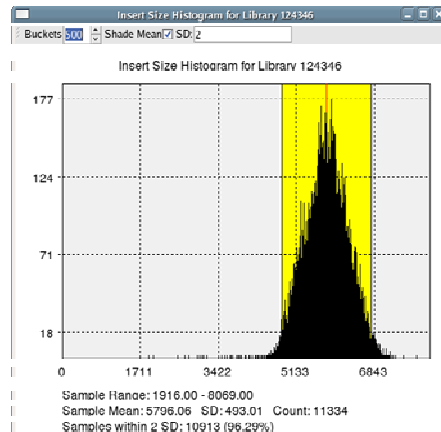 Insert Size Histogram for Library 124346
Buckets 500 Shade Mean SD: 2
Insert Size Histogram for Library 124346
177
124
71
18
0 1711 3422 5133 6843
Sample Range: 1916.00 - 8069.00
Sample Mean: 5796.06 SD: 493.01 Count: 11334
Samples within 2 SD: 10913 (96.29%)